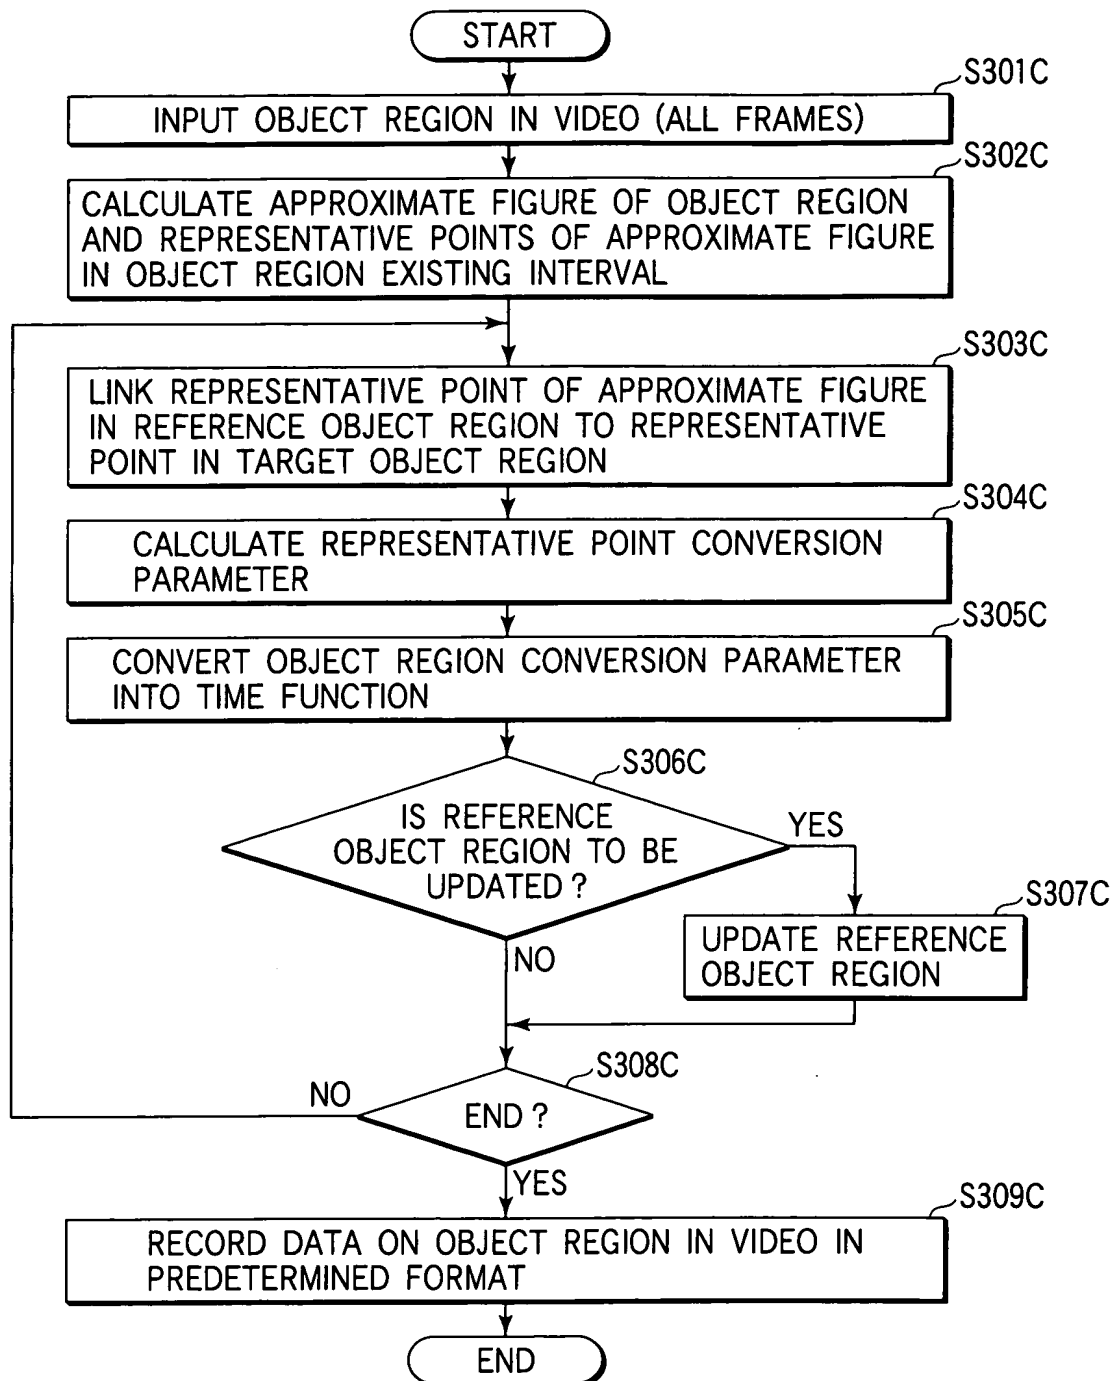 START
S301C
INPUT OBJECT REGION IN VIDEO (ALL FRAMES)
S302C
CALCULATE APPROXIMATE FIGURE OF OBJECT REGION
AND REPRESENTATIVE POINTS OF APPROXIMATE FIGURE
IN OBJECT REGION EXISTING INTERVAL
S303C
LINK REPRESENTATIVE POINT OF APPROXIMATE FIGURE
IN REFERENCE OBJECT REGION TO REPRESENTATIVE
POINT IN TARGET OBJECT REGION
S304C
CALCULATE REPRESENTATIVE POINT CONVERSION
PARAMETER
S305C
CONVERT OBJECT REGION CONVERSION PARAMETER
INTO TIME FUNCTION
S306C
IS REFERENCE
OBJECT REGION TO BE
UPDATED?
YES
S307C
UPDATE REFERENCE
OBJECT REGION
NO
S308C
NO
END?
YES
S309C
RECORD DATA ON OBJECT REGION IN VIDEO IN
PREDETERMINED FORMAT
END